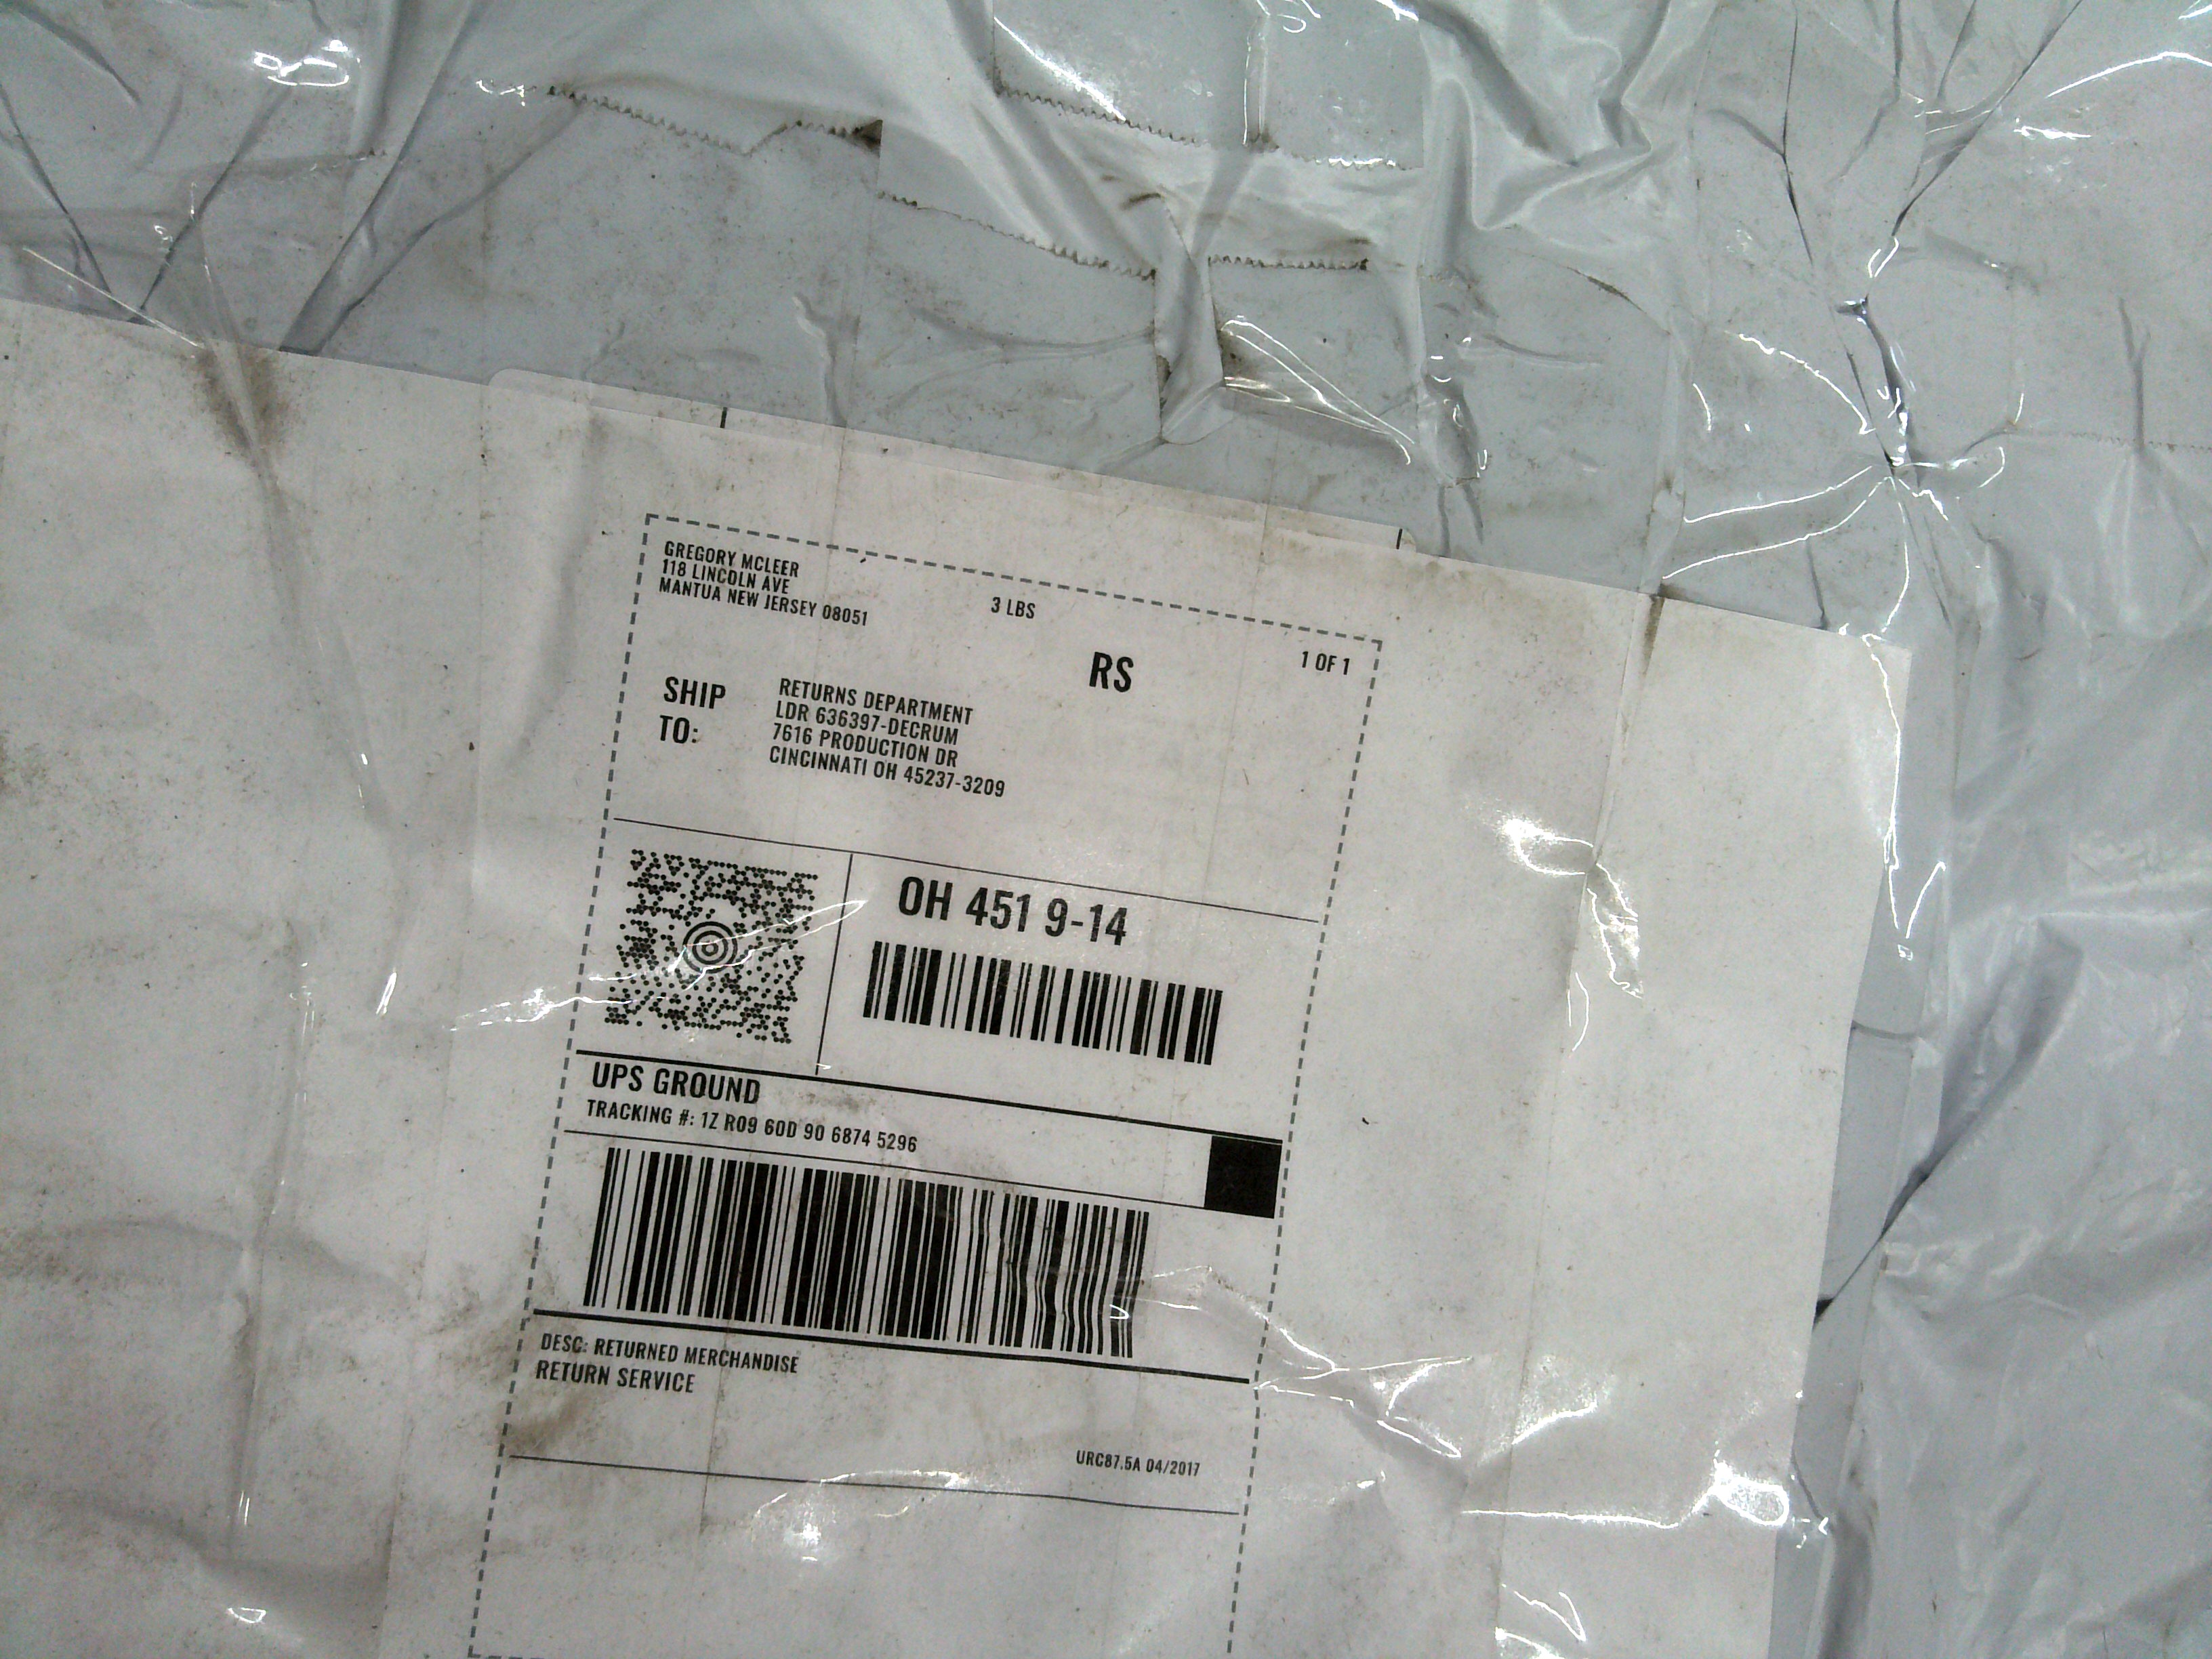 GREGORY MCLEER
118 LINCOLN AVE
MANTUA NEW JERSEY 08051
3 LBS
1 OF 1
RS
SHIP TO:
RETURNS DEPARTMENT
LDR 636397-DECRUM
7616 PRODUCTION DR
CINCINNATI OH 45237-3209
OH 451 9-14
UPS GROUND
TRACKING #: 1Z R09 60D 90 6874 5296
DESC: RETURNED MERCHANDISE
RETURN SERVICE
URC87.5A 04/2017